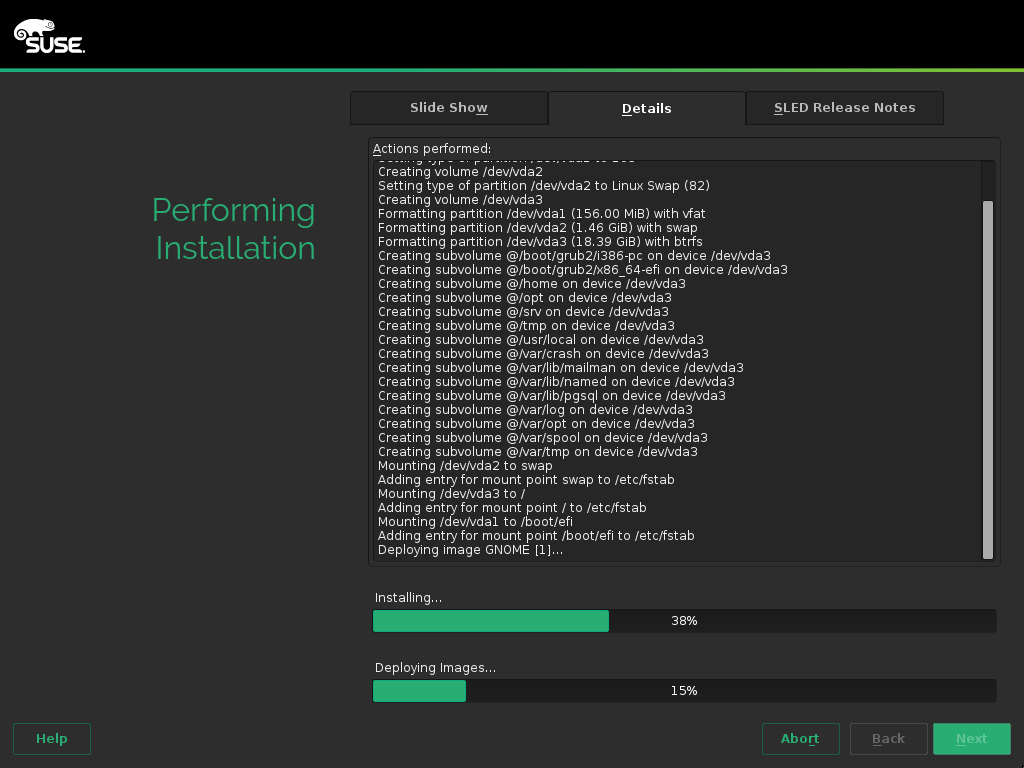 SUSE.
Slide Show
Details
SLED Release Notes
Performing
Installation
Actions performed:
Creating volume /dev/vda2
Setting type of partition /dev/vda2 to Linux Swap (82)
Creating volume /dev/vda3
Formatting partition /dev/vda1 (156.00 MiB) with vfat
Formatting partition /dev/vda2 (1.46 GiB) with swap
Formatting partition /dev/vda3 (18.39 GiB) with btrfs
Creating subvolume @/boot/grub2/i386-pc on device /dev/vda3
Creating subvolume @/boot/grub2/x86_64-efi on device /dev/vda3
Creating subvolume @/home on device /dev/vda3
Creating subvolume @/opt on device /dev/vda3
Creating subvolume @/srv on device /dev/vda3
Creating subvolume @/tmp on device /dev/vda3
Creating subvolume @/usr/local on device /dev/vda3
Creating subvolume @/var/crash on device /dev/vda3
Creating subvolume @/var/lib/mailman on device /dev/vda3
Creating subvolume @/var/lib/named on device /dev/vda3
Creating subvolume @/var/lib/pgsql on device /dev/vda3
Creating subvolume @/var/log on device /dev/vda3
Creating subvolume @/var/opt on device /dev/vda3
Creating subvolume @/var/spool on device /dev/vda3
Creating subvolume @/var/tmp on device /dev/vda3
Mounting /dev/vda2 to swap
Adding entry for mount point swap to /etc/fstab
Mounting /dev/vda3 to /
Adding entry for mount point / to /etc/fstab
Mounting /dev/vda1 to /boot/efi
Adding entry for mount point /boot/efi to /etc/fstab
Deploying image GNOME [1]...
Installing...
38%
Deploying Images...
15%
Help
Abort
Back
Next